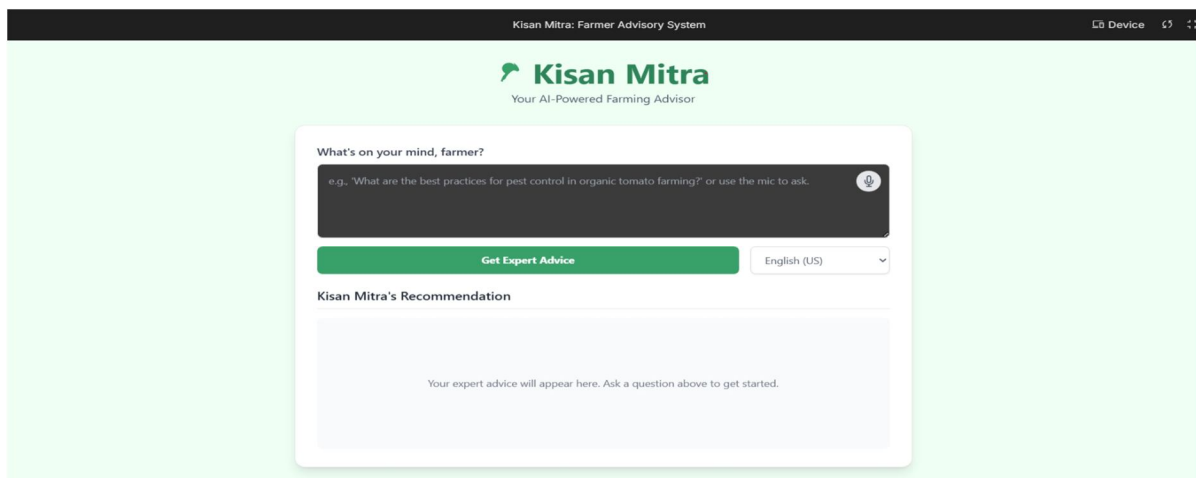 Kisan Mitra: Farmer Advisory System
Device
Kisan Mitra
Your AI-Powered Farming Advisor
What's on your mind, farmer?
e.g., 'What are the best practices for pest control in organic tomato farming?' or use the mic to ask.
Get Expert Advice
English (US)
Kisan Mitra's Recommendation
Your expert advice will appear here. Ask a question above to get started.